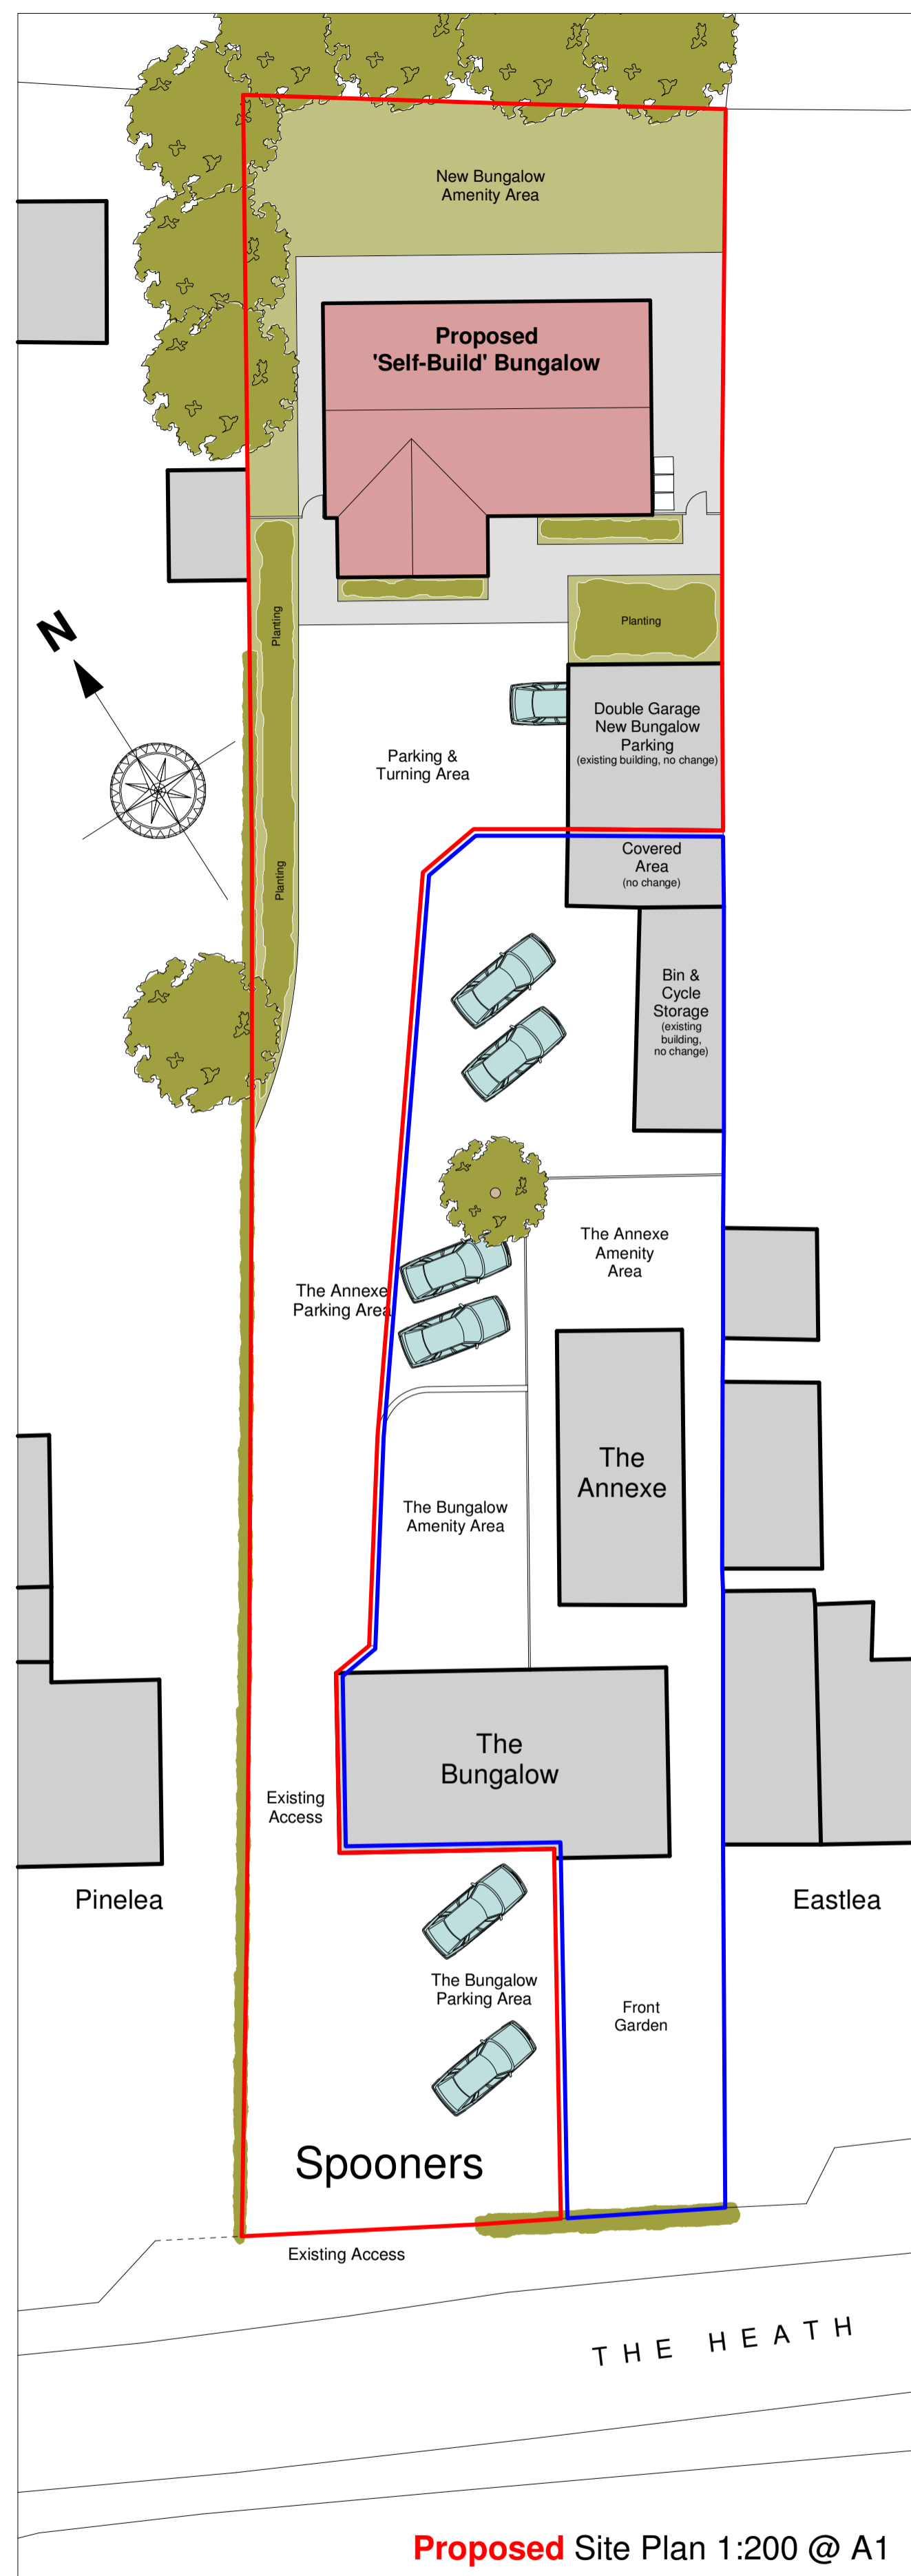 New Bungalow
Amenity Area
Proposed
'Self-Build' Bungalow
N
Planting
Planting
Double Garage
New Bungalow
Parking
(existing building, no change)
Parking &
Turning Area
Covered
Area
(no change)
Planting
Bin &
Cycle
Storage
(existing
building,
no change)
The Annexe
Amenity
Area
The Annexe
Parking Area
The
Annexe
The Bungalow
Amenity Area
The
Bungalow
Existing
Access
Pinelea
Eastlea
The Bungalow
Parking Area
Front
Garden
Spooners
Existing Access
THE HEATH
Proposed Site Plan 1:200 @ A1